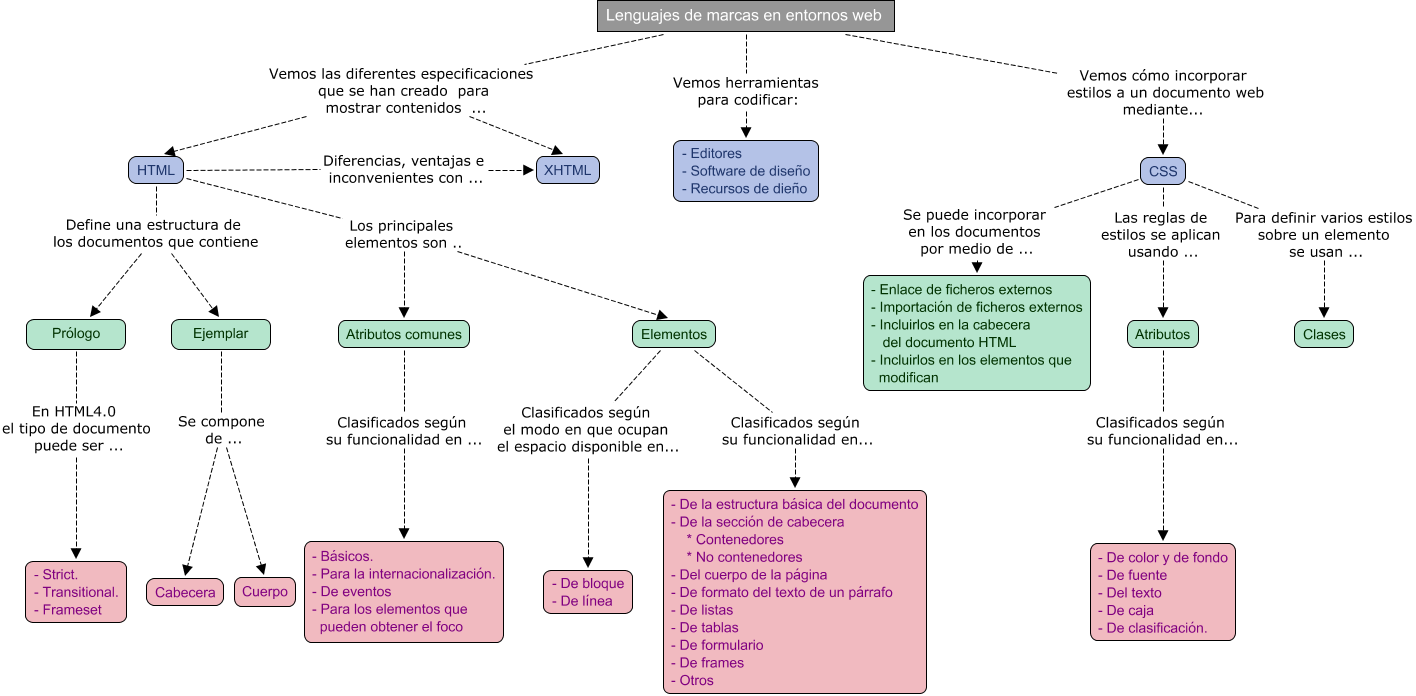 Lenguajes de marcas en entornos web
Vemos las diferentes especificaciones
que se han creado para
mostrar contenidos ...
Vemos herramientas
para codificar:
Vemos cómo incorporar
estilos a un documento web
mediante...
HTML
Diferencias, ventajas e
inconvenientes con ...
XHTML
- Editores
- Software de diseño
- Recursos de dieño
CSS
Define una estructura de
los documentos que contiene
Los principales
elementos son ..
Se puede incorporar
en los documentos
por medio de ...
Las reglas de
estilos se aplican
usando ...
Para definir varios estilos
sobre un elemento
se usan ...
Prólogo
Ejemplar
Atributos comunes
Elementos
- Enlace de ficheros externos
- Importación de ficheros externos
- Incluirlos en la cabecera
del documento HTML
- Incluirlos en los elementos que
modifican
Atributos
Clases
En HTML4.0
el tipo de documento
puede ser ...
Se compone
de ...
Clasificados según
su funcionalidad en ...
Clasificados según
el modo en que ocupan
el espacio disponible en...
Clasificados según
su funcionalidad en...
Clasificados según
su funcionalidad en...
- Strict.
- Transitional.
- Frameset
Cabecera
Cuerpo
- Básicos.
- Para la internacionalización.
- De eventos
- Para los elementos que
pueden obtener el foco
- De bloque
- De línea
- De la estructura básica del documento
- De la sección de cabecera
* Contenedores
* No contenedores
- Del cuerpo de la página
- De formato del texto de un párrafo
- De listas
- De tablas
- De formulario
- De frames
- Otros
- De color y de fondo
- De fuente
- Del texto
- De caja
- De clasificación.